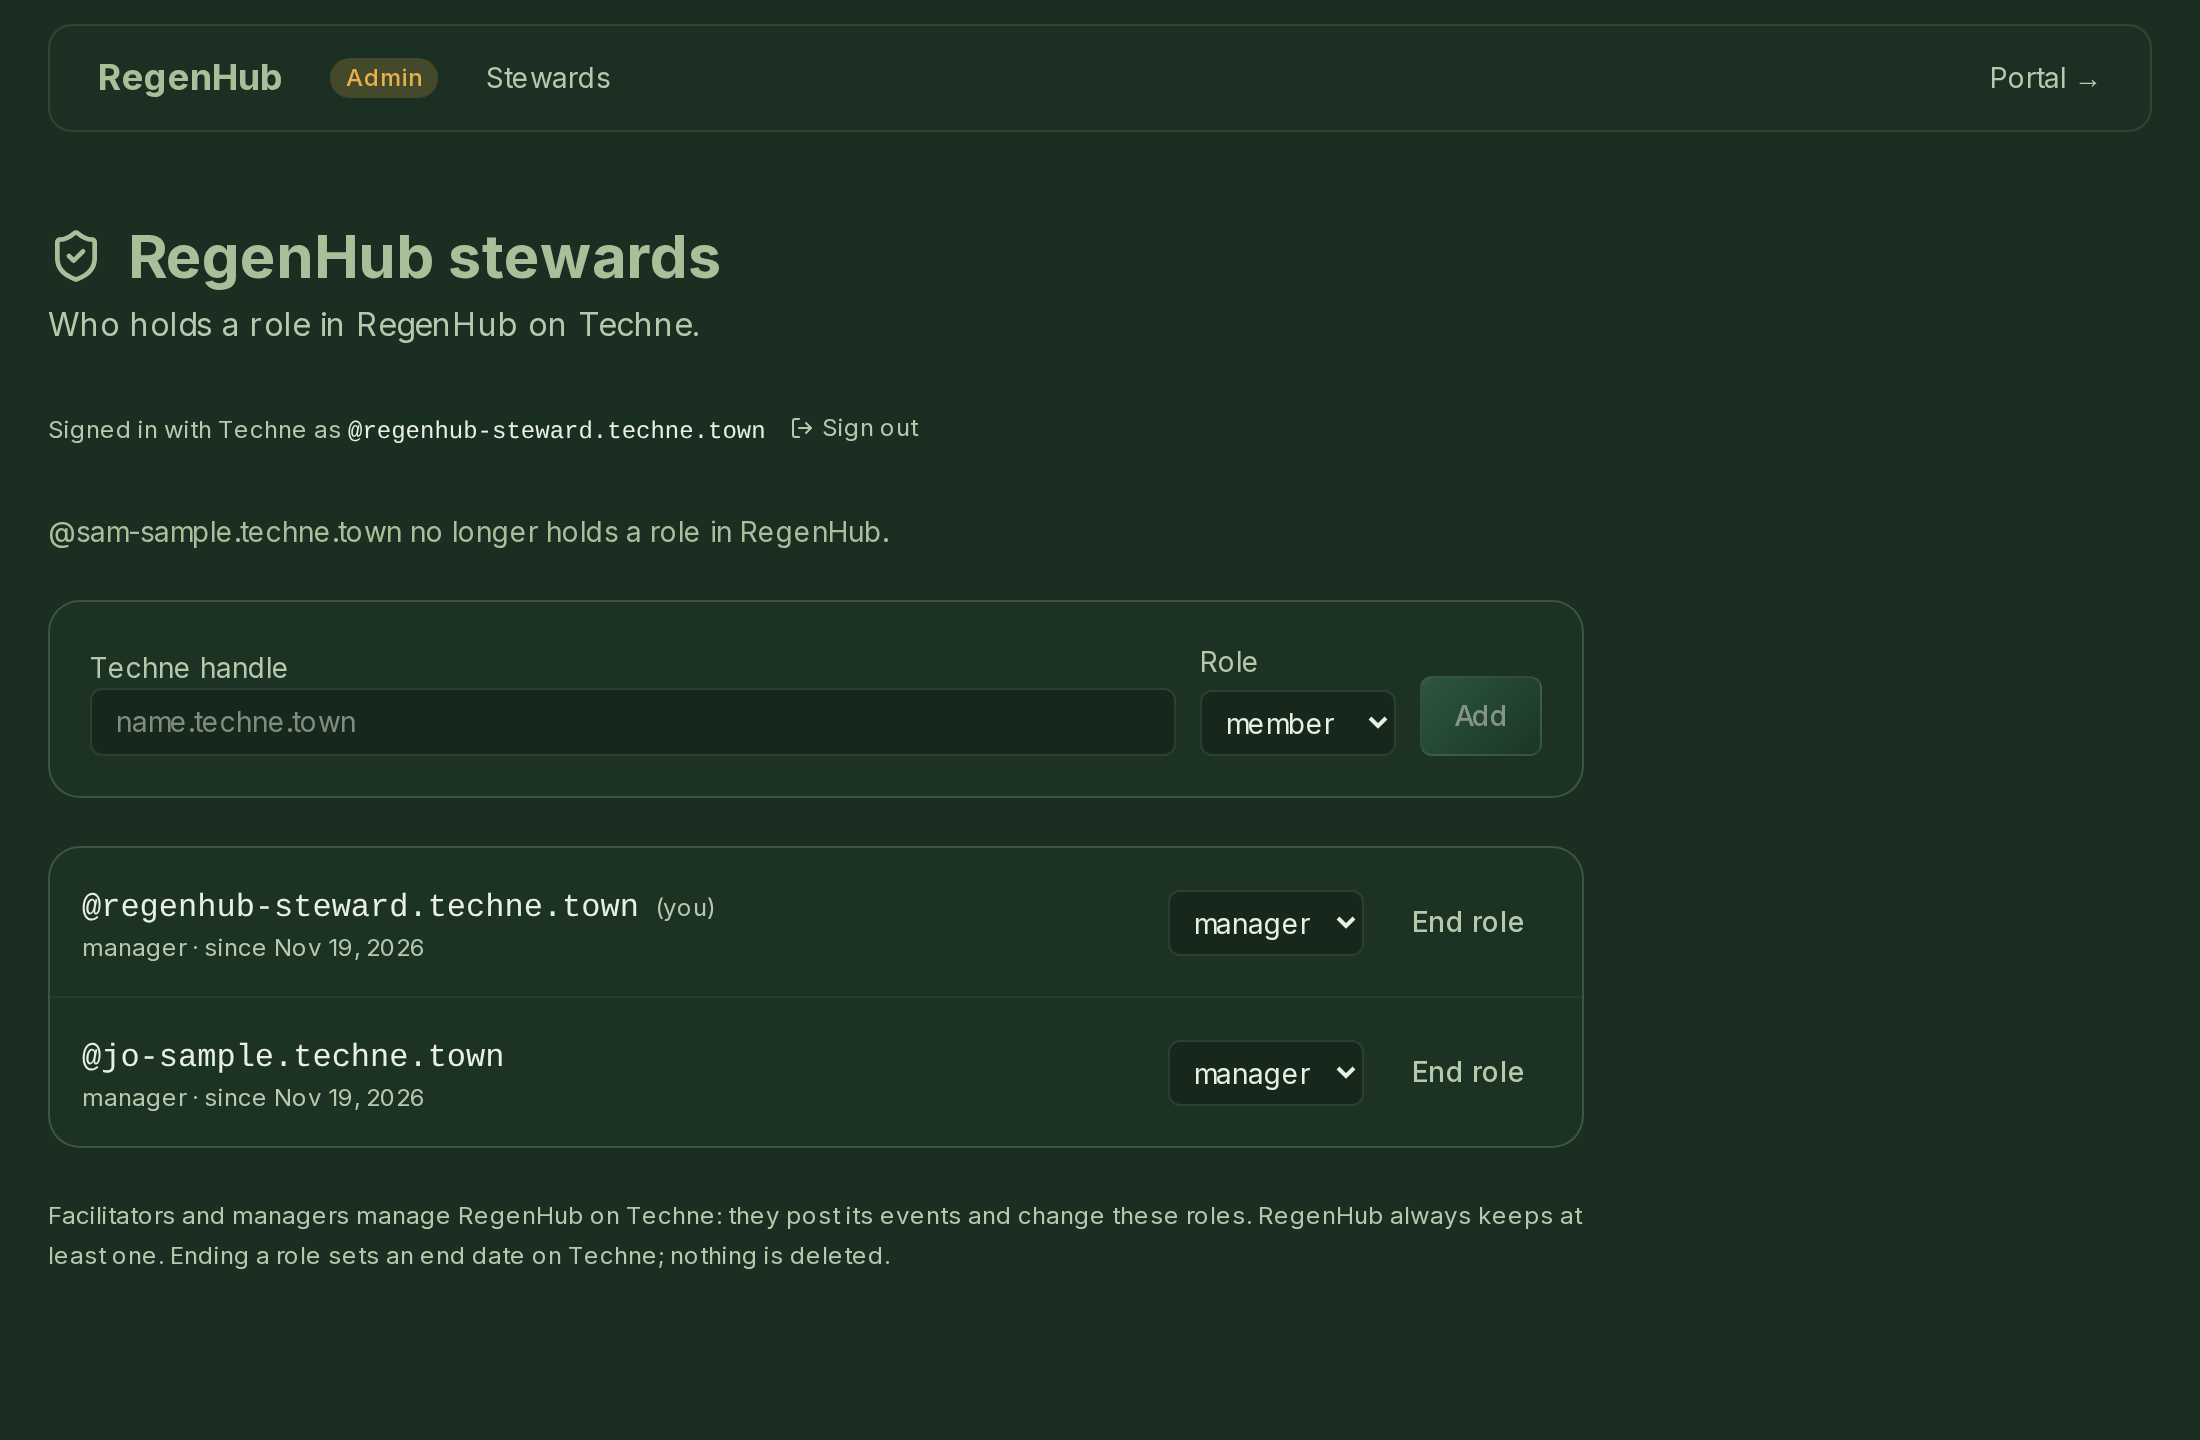 RegenHub Admin Stewards Portal →
RegenHub stewards
Who holds a role in RegenHub on Techne.
Signed in with Techne as @regenhub-steward.techne.town Sign out
@sam-sample.techne.town no longer holds a role in RegenHub.
Techne handle Role
name.techne.town member Add
@regenhub-steward.techne.town (you) manager End role
manager · since Nov 19, 2026
@jo-sample.techne.town manager End role
manager · since Nov 19, 2026
Facilitators and managers manage RegenHub on Techne: they post its events and change these roles. RegenHub always keeps at
least one. Ending a role sets an end date on Techne; nothing is deleted.